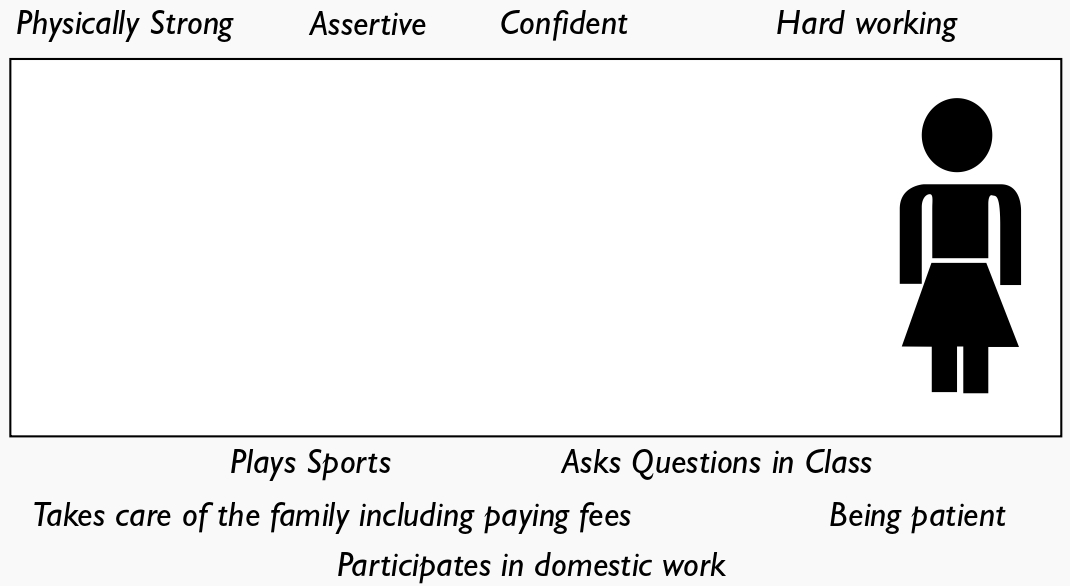 Physically Strong Assertive Confident Hard working
Plays Sports Asks Questions in Class
Takes care of the family including paying fees Being patient
Participates in domestic work